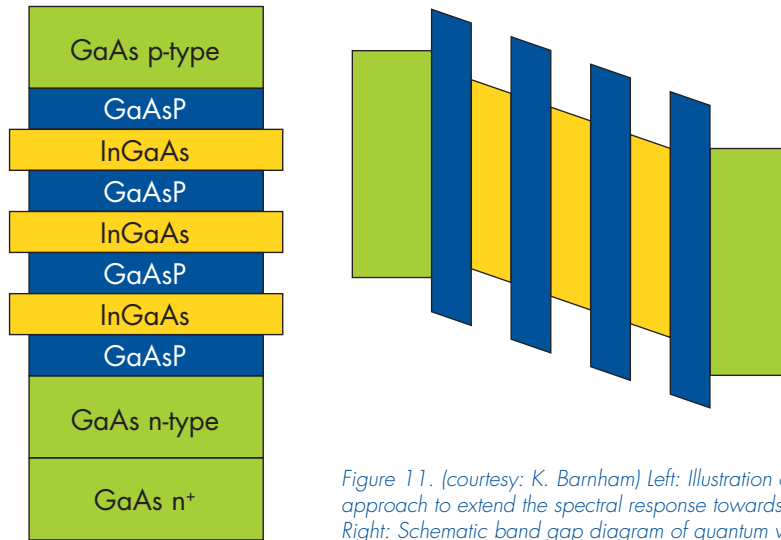 GaAs p-type
GaAsP
InGaAs
GaAsP
InGaAs
GaAsP
InGaAs
GaAsP
GaAs n-type
GaAs n⁺
Figure 11. (courtesy: K. Barnham) Left: Illustration
approach to extend the spectral response towards
Right: Schematic band gap diagram of quantum